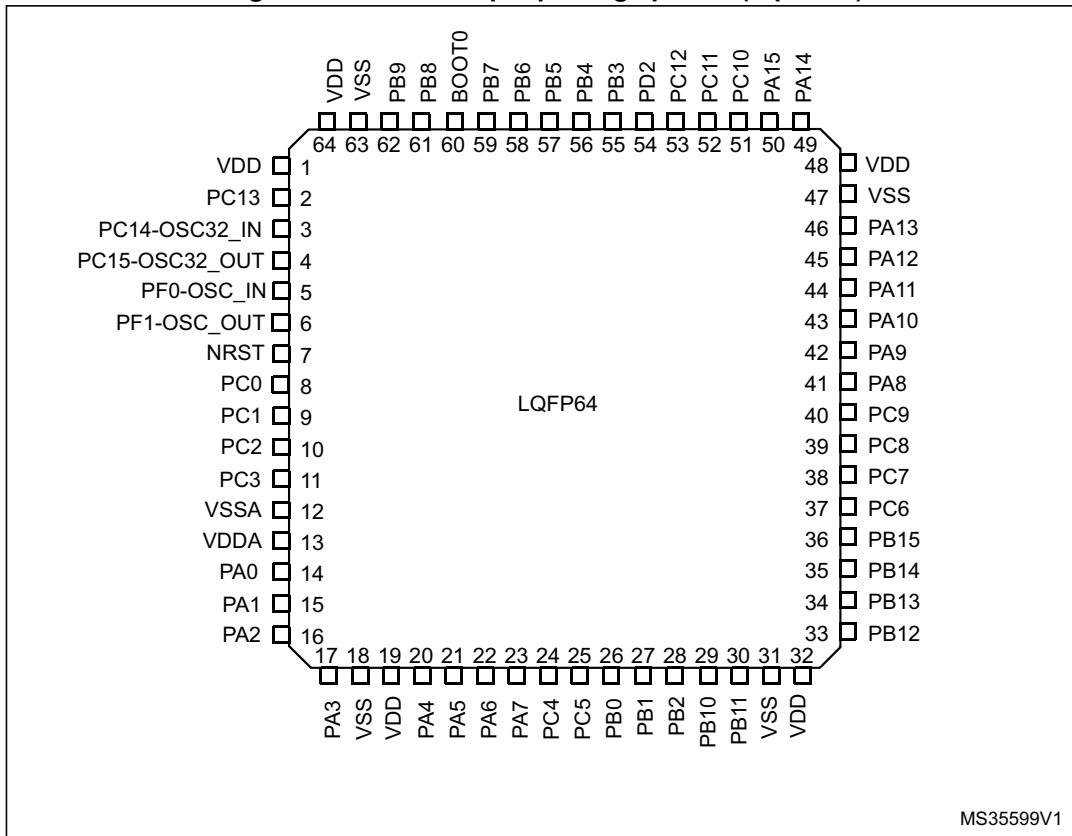 VDD
VSS
PB9
PB8
BOOT0
PB7
PB6
PB5
PB4
PB3
PD2
PC12
PC11
PC10
PA15
PA14
64 63 62 61 60 59 58 57 56 55 54 53 52 51 50 49
VDD 1 48 VDD
PC13 2 47 VSS
PC14-OSC32_IN 3 46 PA13
PC15-OSC32_OUT 4 45 PA12
PF0-OSC_IN 5 44 PA11
PF1-OSC_OUT 6 43 PA10
NRST 7 42 PA9
PC0 8 41 PA8
PC1 9 LQFP64 40 PC9
PC2 10 39 PC8
PC3 11 38 PC7
VSSA 12 37 PC6
VDDA 13 36 PB15
PA0 14 35 PB14
PA1 15 34 PB13
PA2 16 33 PB12
17 18 19 20 21 22 23 24 25 26 27 28 29 30 31 32
PA3
VSS
VDD
PA4
PA5
PA6
PA7
PC4
PC5
PB0
PB1
PB2
PB10
PB11
VSS
VDD
MS35599V1